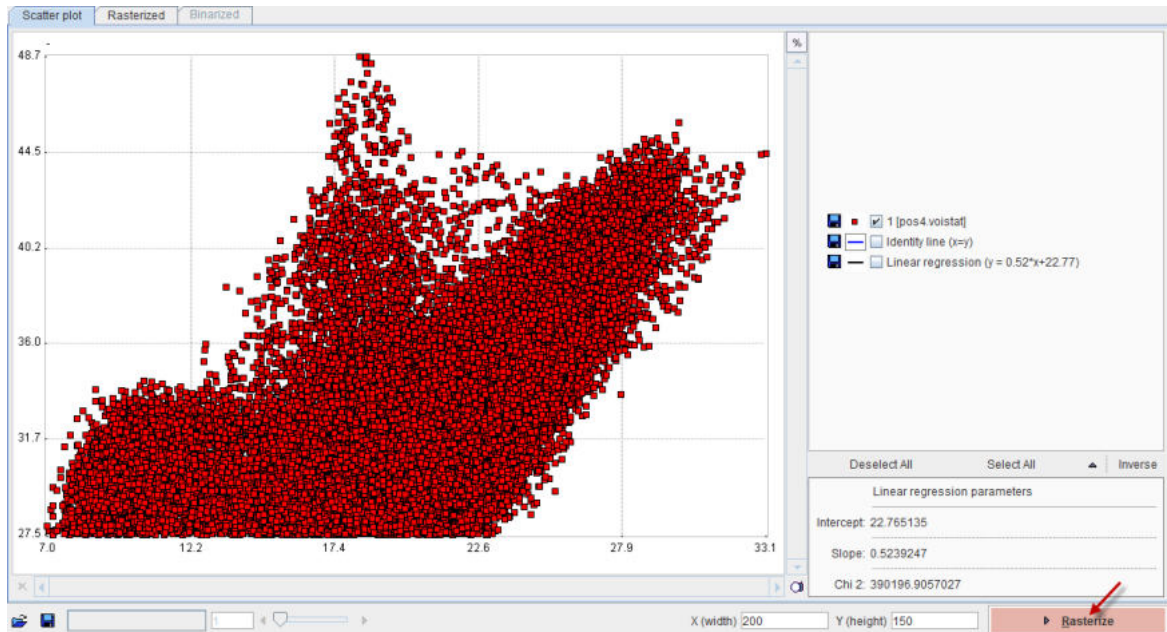 Scatter plot Rasterized Binarized
%
48.7
44.5
40.2
36.0
31.7
27.5
7.0 12.2 17.4 22.6 27.9 33.1
1 [pos4.voistat]
Identity line (x=y)
Linear regression (y = 0.52*x+22.77)
Deselect All Select All Inverse
Linear regression parameters
Intercept: 22.765135
Slope: 0.5239247
Chi 2: 390196.9057027
1 X (width) 200 Y (height) 150 Rasterize